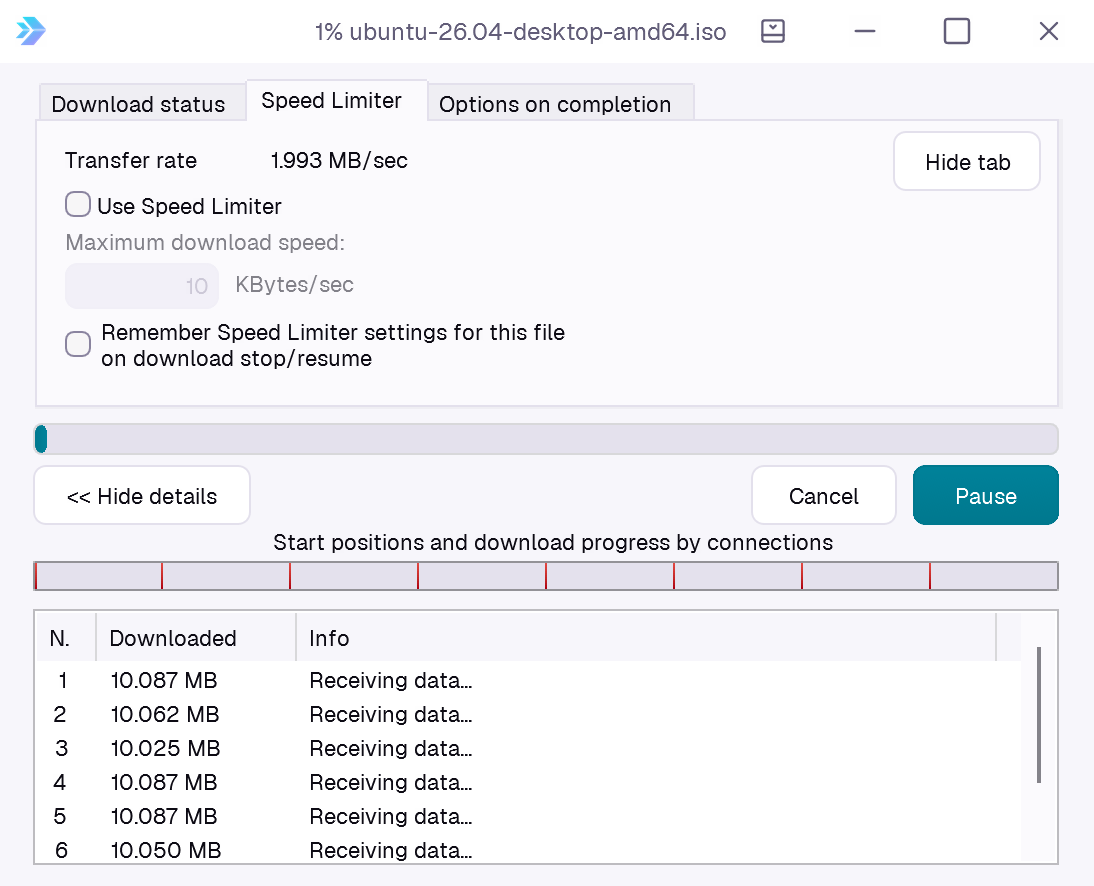 1% ubuntu-26.04-desktop-amd64.iso
Download status
Speed Limiter
Options on completion
Transfer rate 1.993 MB/sec
Hide tab
Use Speed Limiter
Maximum download speed:
10 KBytes/sec
Remember Speed Limiter settings for this file
on download stop/resume
<< Hide details
Cancel
Pause
Start positions and download progress by connections
N. Downloaded Info
1 10.087 MB Receiving data...
2 10.062 MB Receiving data...
3 10.025 MB Receiving data...
4 10.087 MB Receiving data...
5 10.087 MB Receiving data...
6 10.050 MB Receiving data...